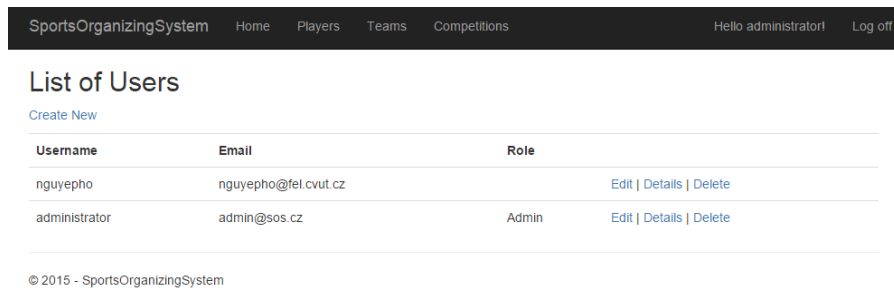 SportsOrganizingSystem Home Players Teams Competitions Hello administrator! Log off
List of Users
Create New
Username Email Role
nguyepho nguyepho@fel.cvut.cz Edit | Details | Delete
administrator admin@sos.cz Admin Edit | Details | Delete
© 2015 - SportsOrganizingSystem